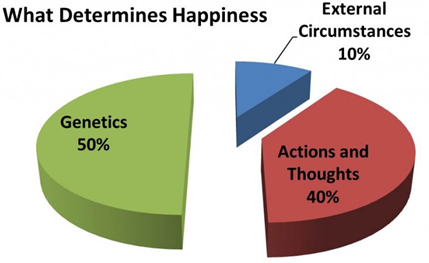 What Determines Happiness
External
Circumstances
10%
Genetics
50%
Actions and
Thoughts
40%